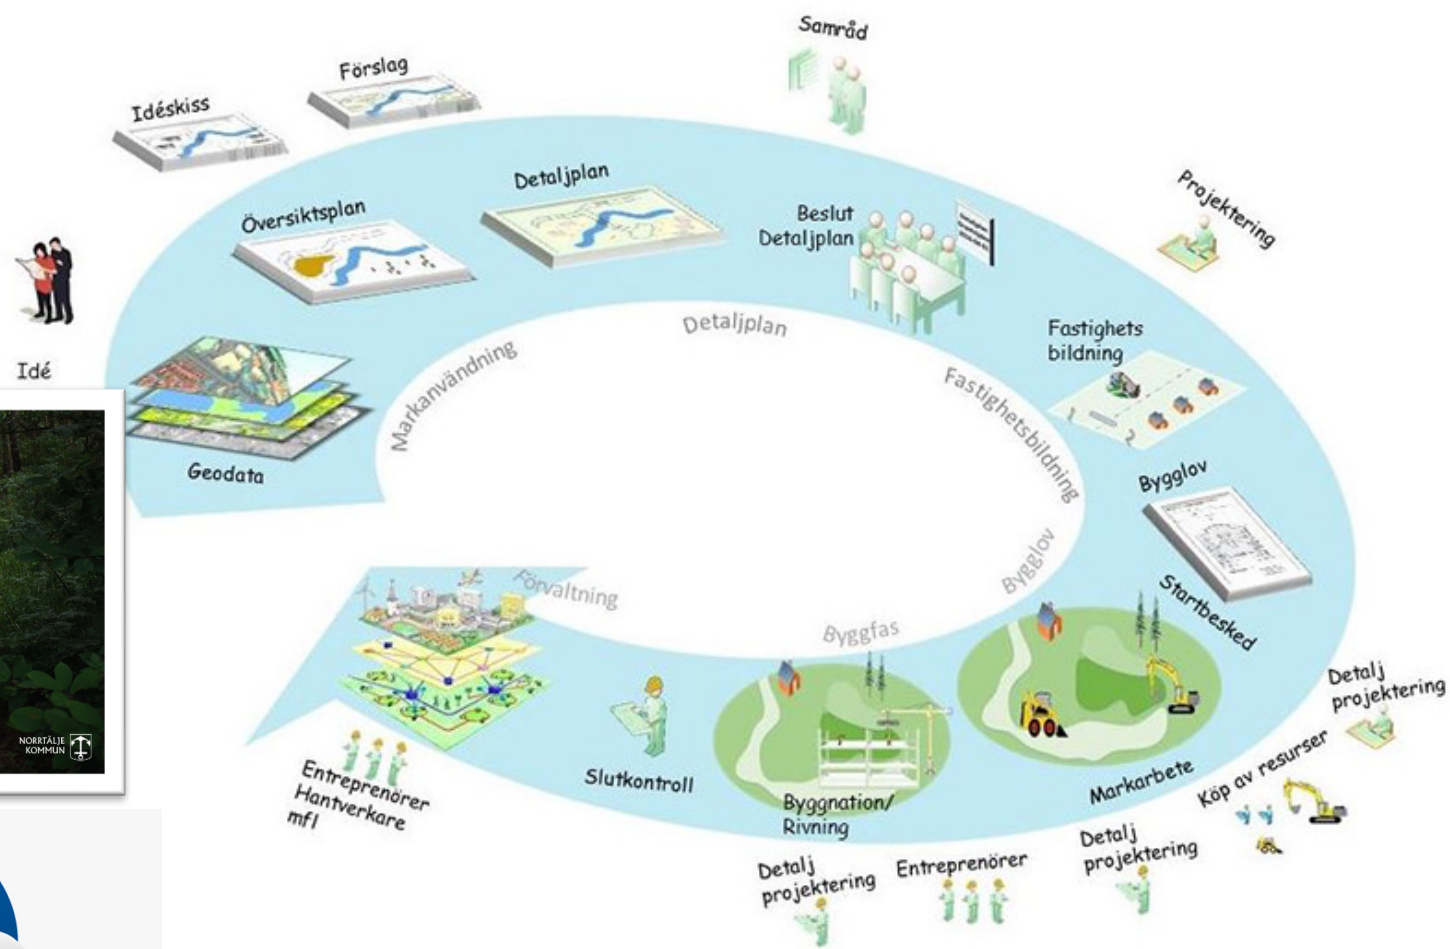 Samråd
Förslag
Idéskiss
Projektering
Detaljplan
Översiktsplan
Beslut
Detaljplan
Idé
Geodata
Markanvändning
Detaljplan
Fastighetsbildning
Fastighets
bildning
Bygglov
Bygglov
Startbesked
Förvaltning
Byggfas
Detalj
projektering
Köp av resurser
Markarbete
Detalj
projektering
Slutkontroll
Byggnation/
Rivning
Entreprenörer
Hantverkare
mfl
Detalj
projektering
Entreprenörer
NORRTÄLJE
KOMMUN